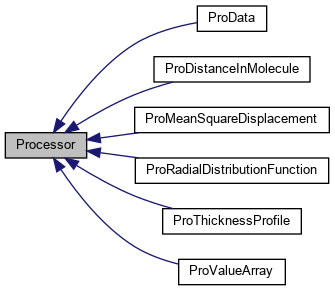 ProData
ProDistanceInMolecule
ProMeanSquareDisplacement
Processor
ProRadialDistributionFunction
ProThicknessProfile
ProValueArray